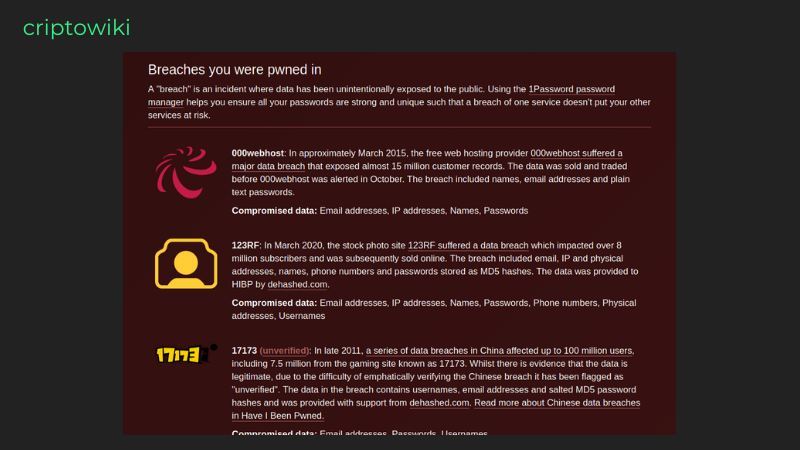 criptowiki
Breaches you were pwned in
A "breach" is an incident where data has been unintentionally exposed to the public. Using the 1Password password
manager helps you ensure all your passwords are strong and unique such that a breach of one service doesn't put your other
services at risk.
000webhost: In approximately March 2015, the free web hosting provider 000webhost suffered a
major data breach that exposed almost 15 million customer records. The data was sold and traded
before 000webhost was alerted in October. The breach included names, email addresses and plain
text passwords.
Compromised data: Email addresses, IP addresses, Names, Passwords
123RF: In March 2020, the stock photo site 123RF suffered a data breach which impacted over 8
million subscribers and was subsequently sold online. The breach included email, IP and physical
addresses, names, phone numbers and passwords stored as MD5 hashes. The data was provided to
HIBP by dehashed.com.
Compromised data: Email addresses, IP addresses, Names, Passwords, Phone numbers, Physical
addresses, Usernames
17173
17173 (unverified): In late 2011, a series of data breaches in China affected up to 100 million users,
including 7.5 million from the gaming site known as 17173. Whilst there is evidence that the data is
legitimate, due to the difficulty of emphatically verifying the Chinese breach it has been flagged as
"unverified". The data in the breach contains usernames, email addresses and salted MD5 password
hashes and was provided with support from dehashed.com. Read more about Chinese data breaches
in Have I Been Pwned.
Compromised data: Email addresses, Passwords, Usernames